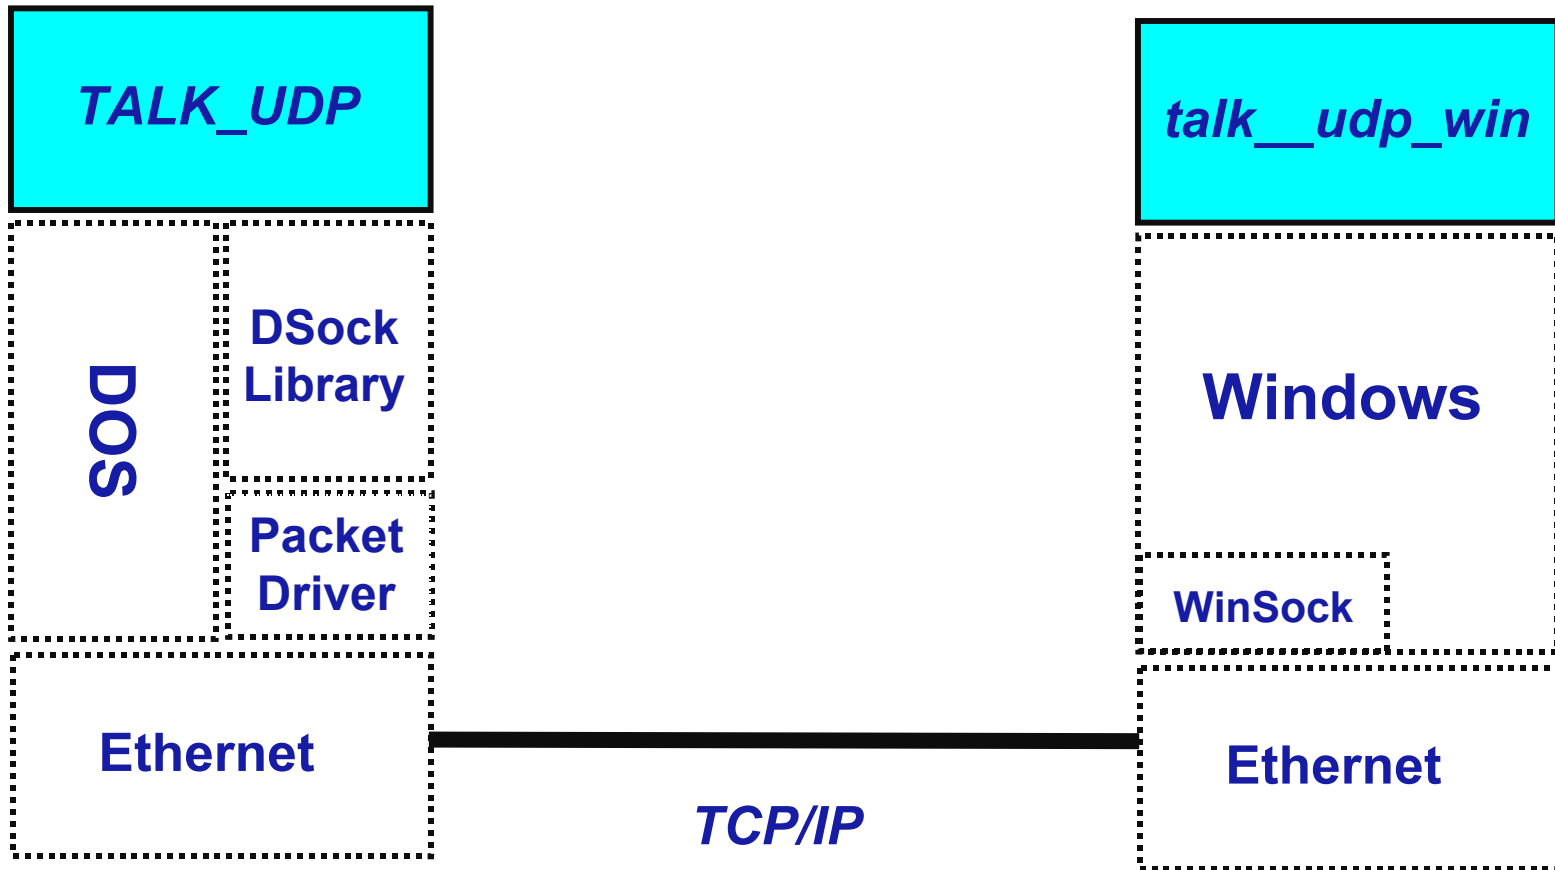 TALK_UDP
DOS
DSock
Library
Packet
Driver
Ethernet
TCP/IP
talk__udp_win
Windows
WinSock
Ethernet